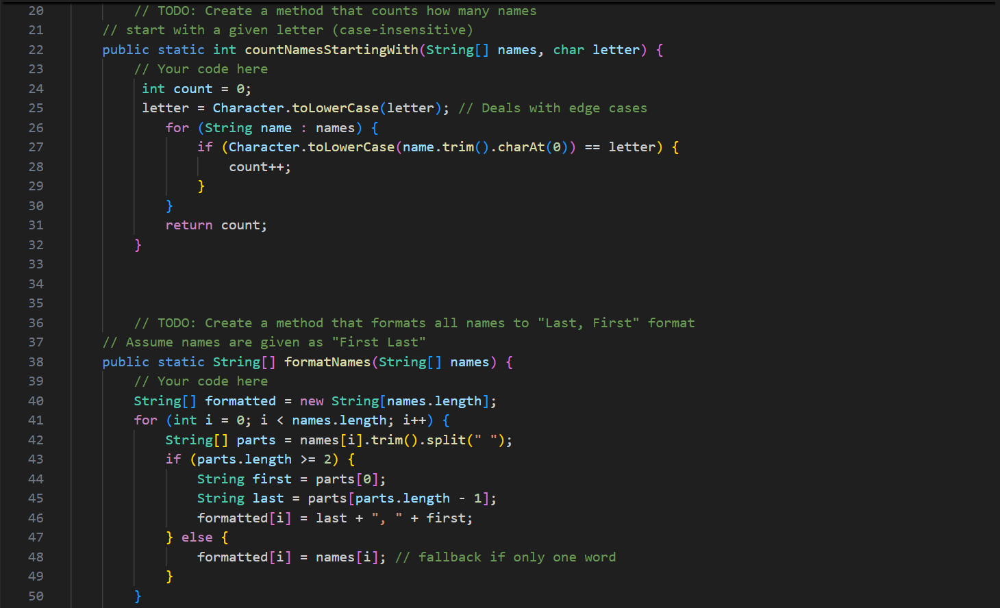 20 // TODO: Create a method that counts how many names
21 // start with a given letter (case-insensitive)
22 public static int countNamesStartingWith(String[] names, char letter) {
23 // Your code here
24 int count = 0;
25 letter = Character.toLowerCase(letter); // Deals with edge cases
26 for (String name : names) {
27 if (Character.toLowerCase(name.trim().charAt(0)) == letter) {
28 count++;
29 }
30 }
31 return count;
32 }
33
34
35
36 // TODO: Create a method that formats all names to "Last, First" format
37 // Assume names are given as "First Last"
38 public static String[] formatNames(String[] names) {
39 // Your code here
40 String[] formatted = new String[names.length];
41 for (int i = 0; i < names.length; i++) {
42 String[] parts = names[i].trim().split(" ");
43 if (parts.length >= 2) {
44 String first = parts[0];
45 String last = parts[parts.length - 1];
46 formatted[i] = last + ", " + first;
47 } else {
48 formatted[i] = names[i]; // fallback if only one word
49 }
50 }